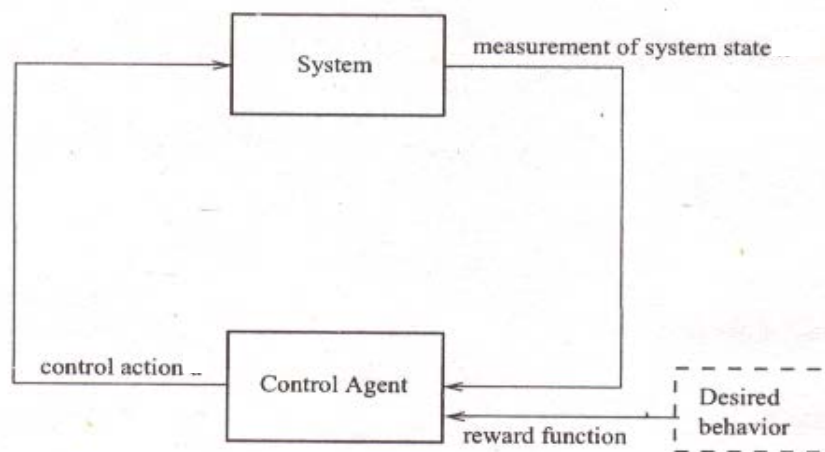 System
measurement of system state
control action
Control Agent
reward function
Desired
behavior